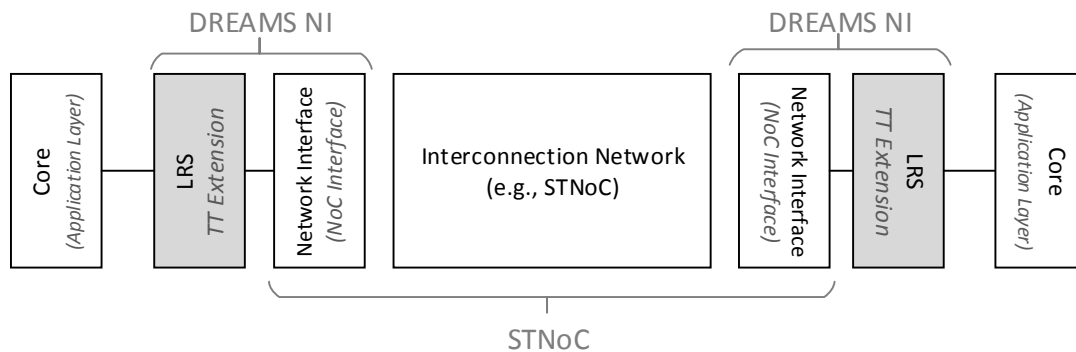 DREAMS NI
DREAMS NI
Core
(Application Layer)
LRS
TT Extension
Network Interface
(NoC Interface)
Interconnection Network
(e.g., STNoC)
Network Interface
(NoC Interface)
LRS
TT Extension
Core
(Application Layer)
STNoC